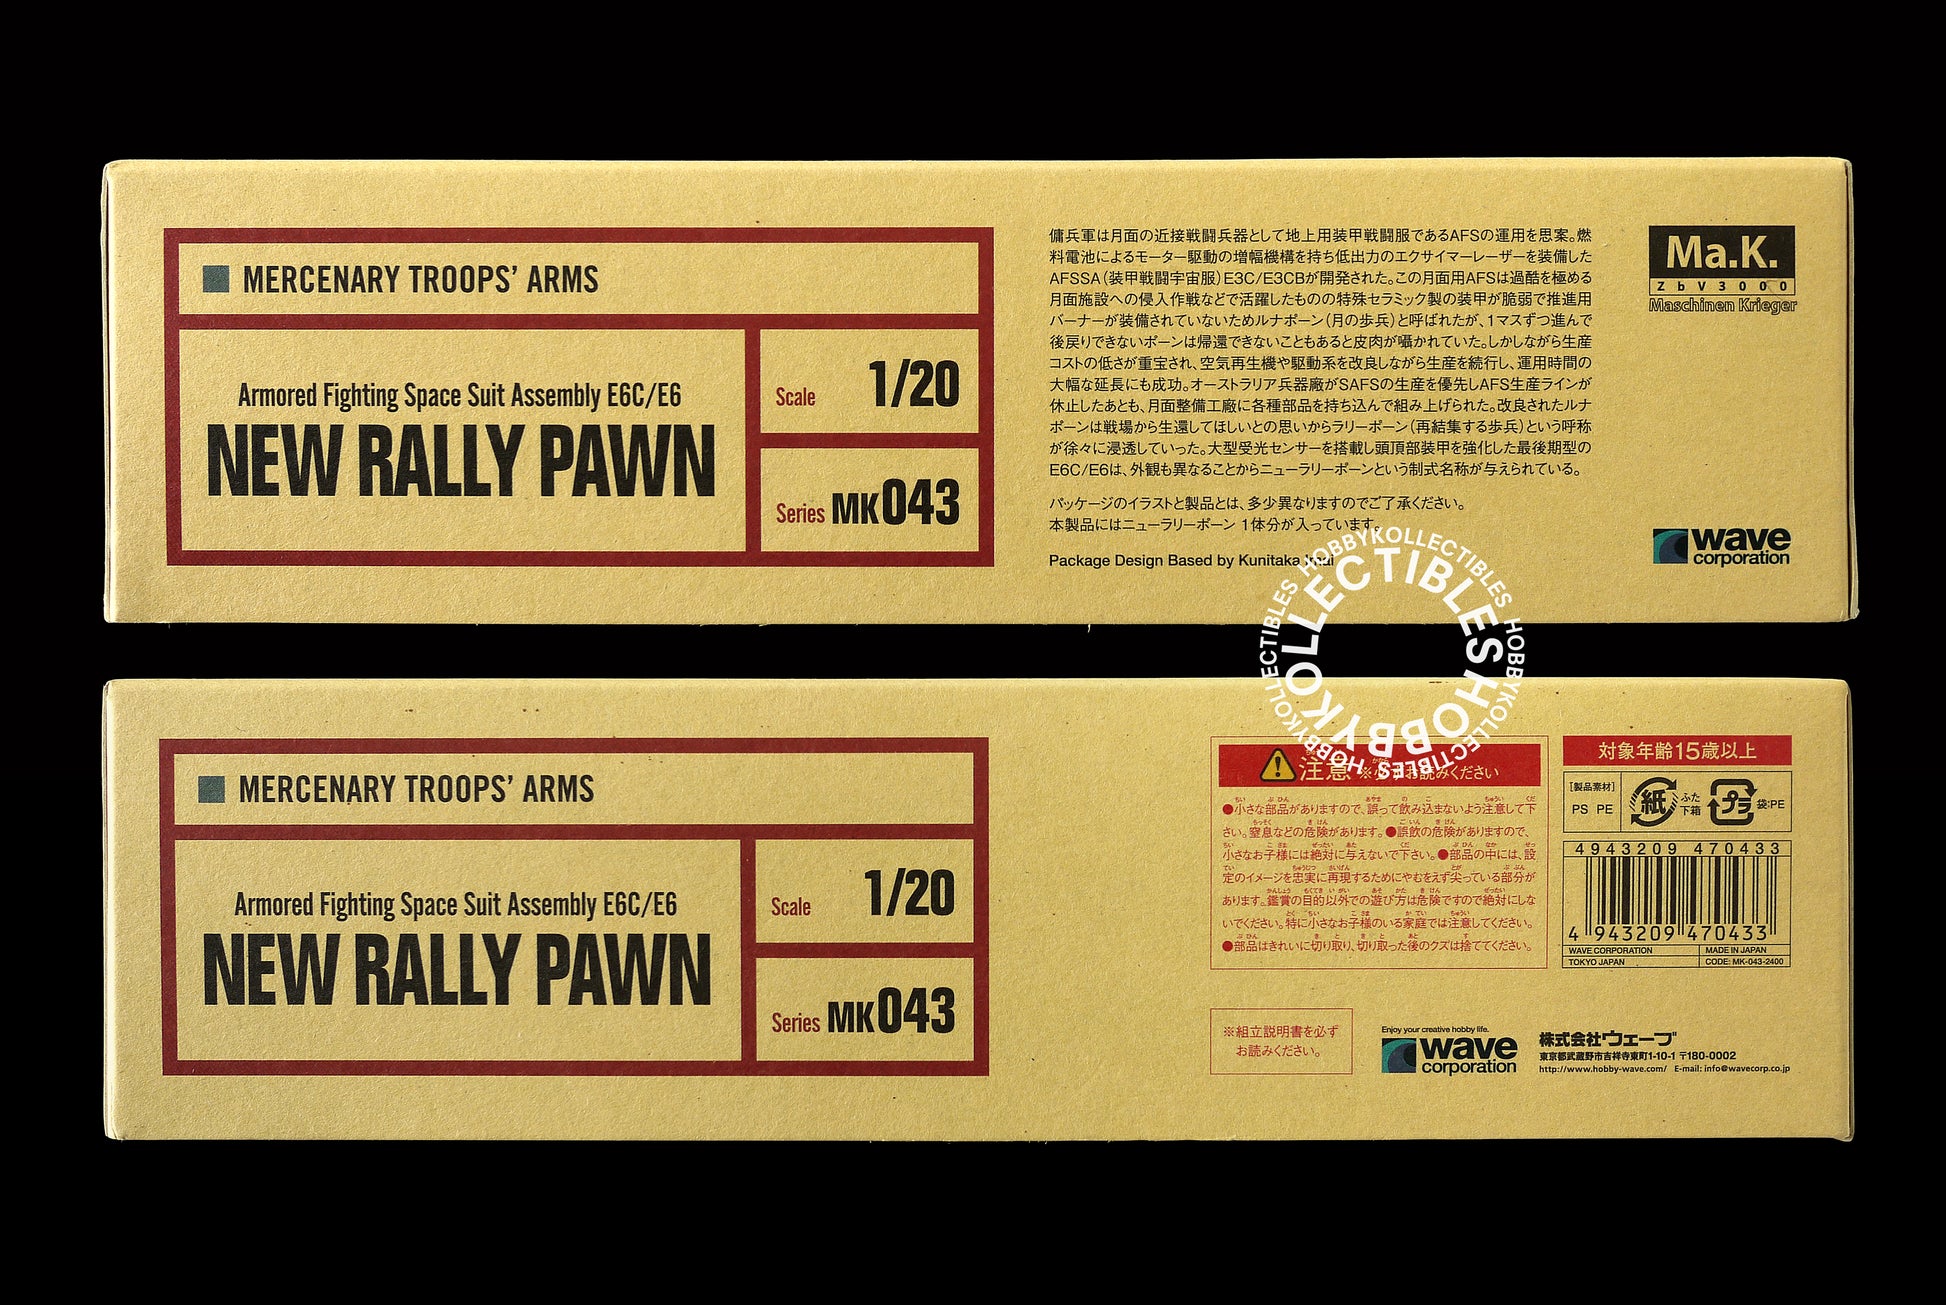 MERCENARY TROOPS' ARMS
Armored Fighting Space Suit Assembly E6C/E6
NEW RALLY PAWN
Scale 1/20
Series MK043
傭兵軍は月面の近接戦闘兵器として地上用装甲戦闘服であるAFSの運用を思案。燃
料電池によるモーター駆動の増幅機構を持ち低出力のエクサイマーレーザーを装備した
AFSSA（装甲戦闘宇宙服）E3C/E3CBが開発された。この月面用AFSは過酷を極める
月面施設への侵入作戦などで活躍したものの特殊セラミック製の装甲が脆弱で推進用
バーナーが装備されていないためルナポーン（月の歩兵）と呼ばれたが、1マスずつ進んで
後戻りできないポーンは帰還できないこともあると皮肉が囁かれていた。しかしながら生産
コストの低さが重宝され、空気再生機や駆動系を改良しながら生産を続行し、運用時間の
大幅な延長にも成功。オーストラリア兵器廠がSAFSの生産を優先しAFS生産ラインが
休止したあとも、月面整備工廠に各種部品を持ち込んで組み上げられた。改良されたルナ
ポーンは戦場から生還してほしいとの思いからラリーポーン（再結集する歩兵）という呼称
が徐々に浸透していった。大型受光センサーを搭載し頭頂部装甲を強化した最後期型の
E6C/E6は、外観も異なることからニューラリーポーンという制式名称が与えられている。
パッケージのイラストと製品とは、多少異なりますのでご了承ください。
本製品にはニューラリーポーン 1体分が入っています。
Package Design Based by Kunitaka
Ma.K.
ZbV3000
Maschinen Krieger
wave
corporation
HOBBYKOLLECTIBLES HOBBYKOLLECTIBLES HOBBYKOLLECTIBLES
HOBBYKOLLECTIBLES
MERCENARY TROOPS' ARMS
Armored Fighting Space Suit Assembly E6C/E6
NEW RALLY PAWN
Scale 1/20
Series MK043
注意 ※必ずお読みください
●小さな部品がありますので、誤って飲み込まないよう注意して下
さい。窒息などの危険があります。●誤飲の危険がありますので、
小さなお子様には絶対に与えないで下さい。●部品の中には、設
定のイメージを忠実に再現するためにやむをえず尖っている部分が
あります。鑑賞の目的以外での遊び方は危険ですので絶対にしな
いでください。特に小さなお子様のいる家庭では注意してください。
●部品はきれいに切り取り、切り取った後のクズは捨ててください。
対象年齢15歳以上
[製品素材]
PS PE
紙 ふた
下箱
プラ 袋:PE
4943209 470433
4 943209 470433
WAVE CORPORATION MADE IN JAPAN
TOKYO JAPAN CODE: MK-043-2400
※組立説明書を必ず
お読みください。
Enjoy your creative hobby life.
wave
corporation
株式会社ウェーブ
東京都武蔵野市吉祥寺東町1-10-1 〒180-0002
http://www.hobby-wave.com/ E-mail: info@wavecorp.co.jp